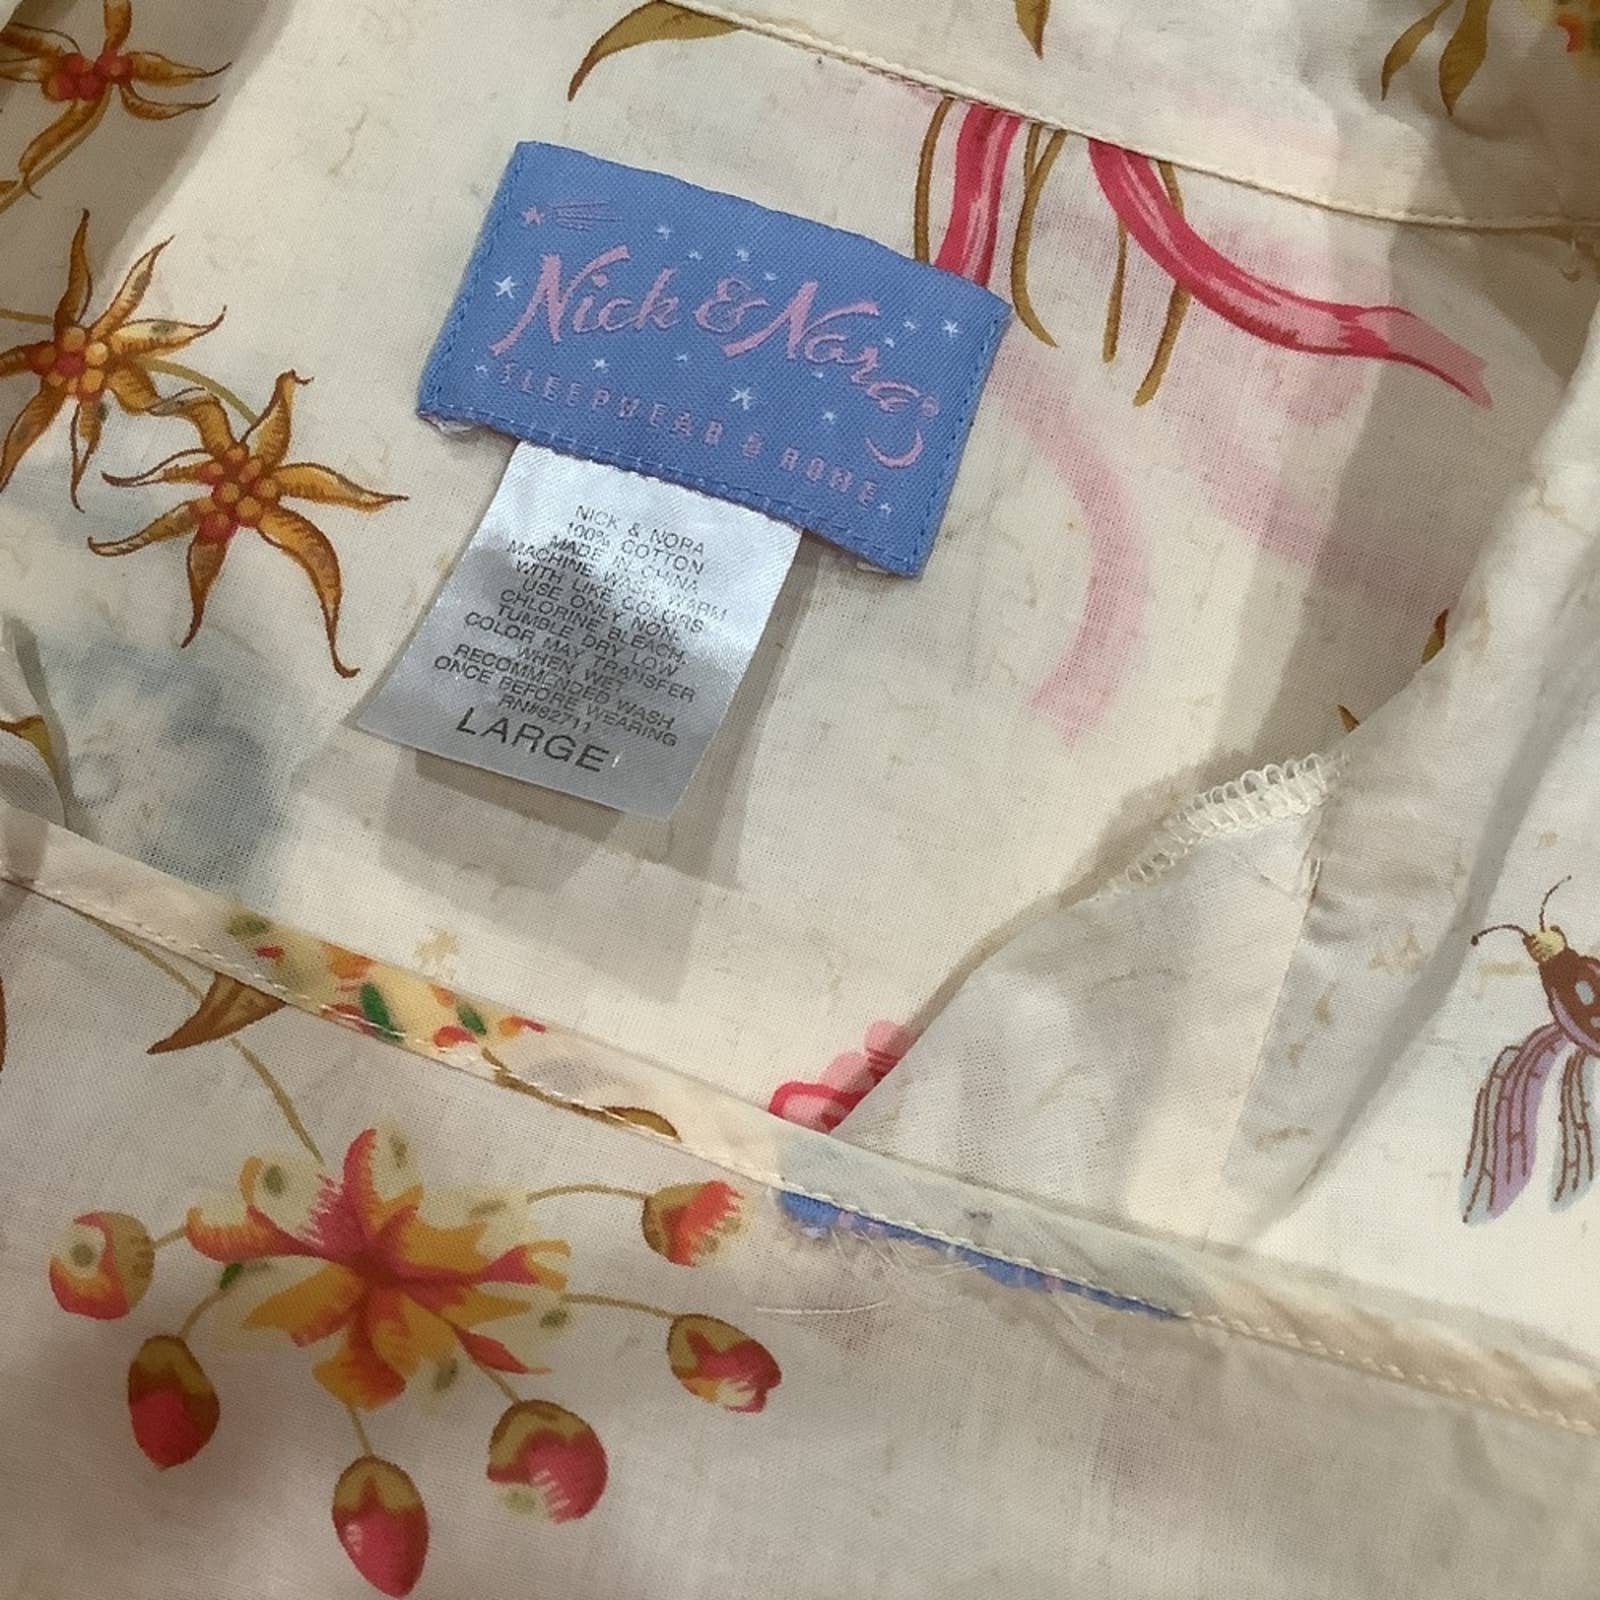 Nick & Nora®
SLEEPWEAR & HOME
NICK & NORA
100% COTTON
MADE IN CHINA
MACHINE WASH WARM
WITH LIKE COLORS
USE ONLY NON-
CHLORINE BLEACH.
TUMBLE DRY LOW
COLOR MAY TRANSFER
WHEN WET
RECOMMENDED WASH
ONCE BEFORE WEARING
RN#62711
LARGE